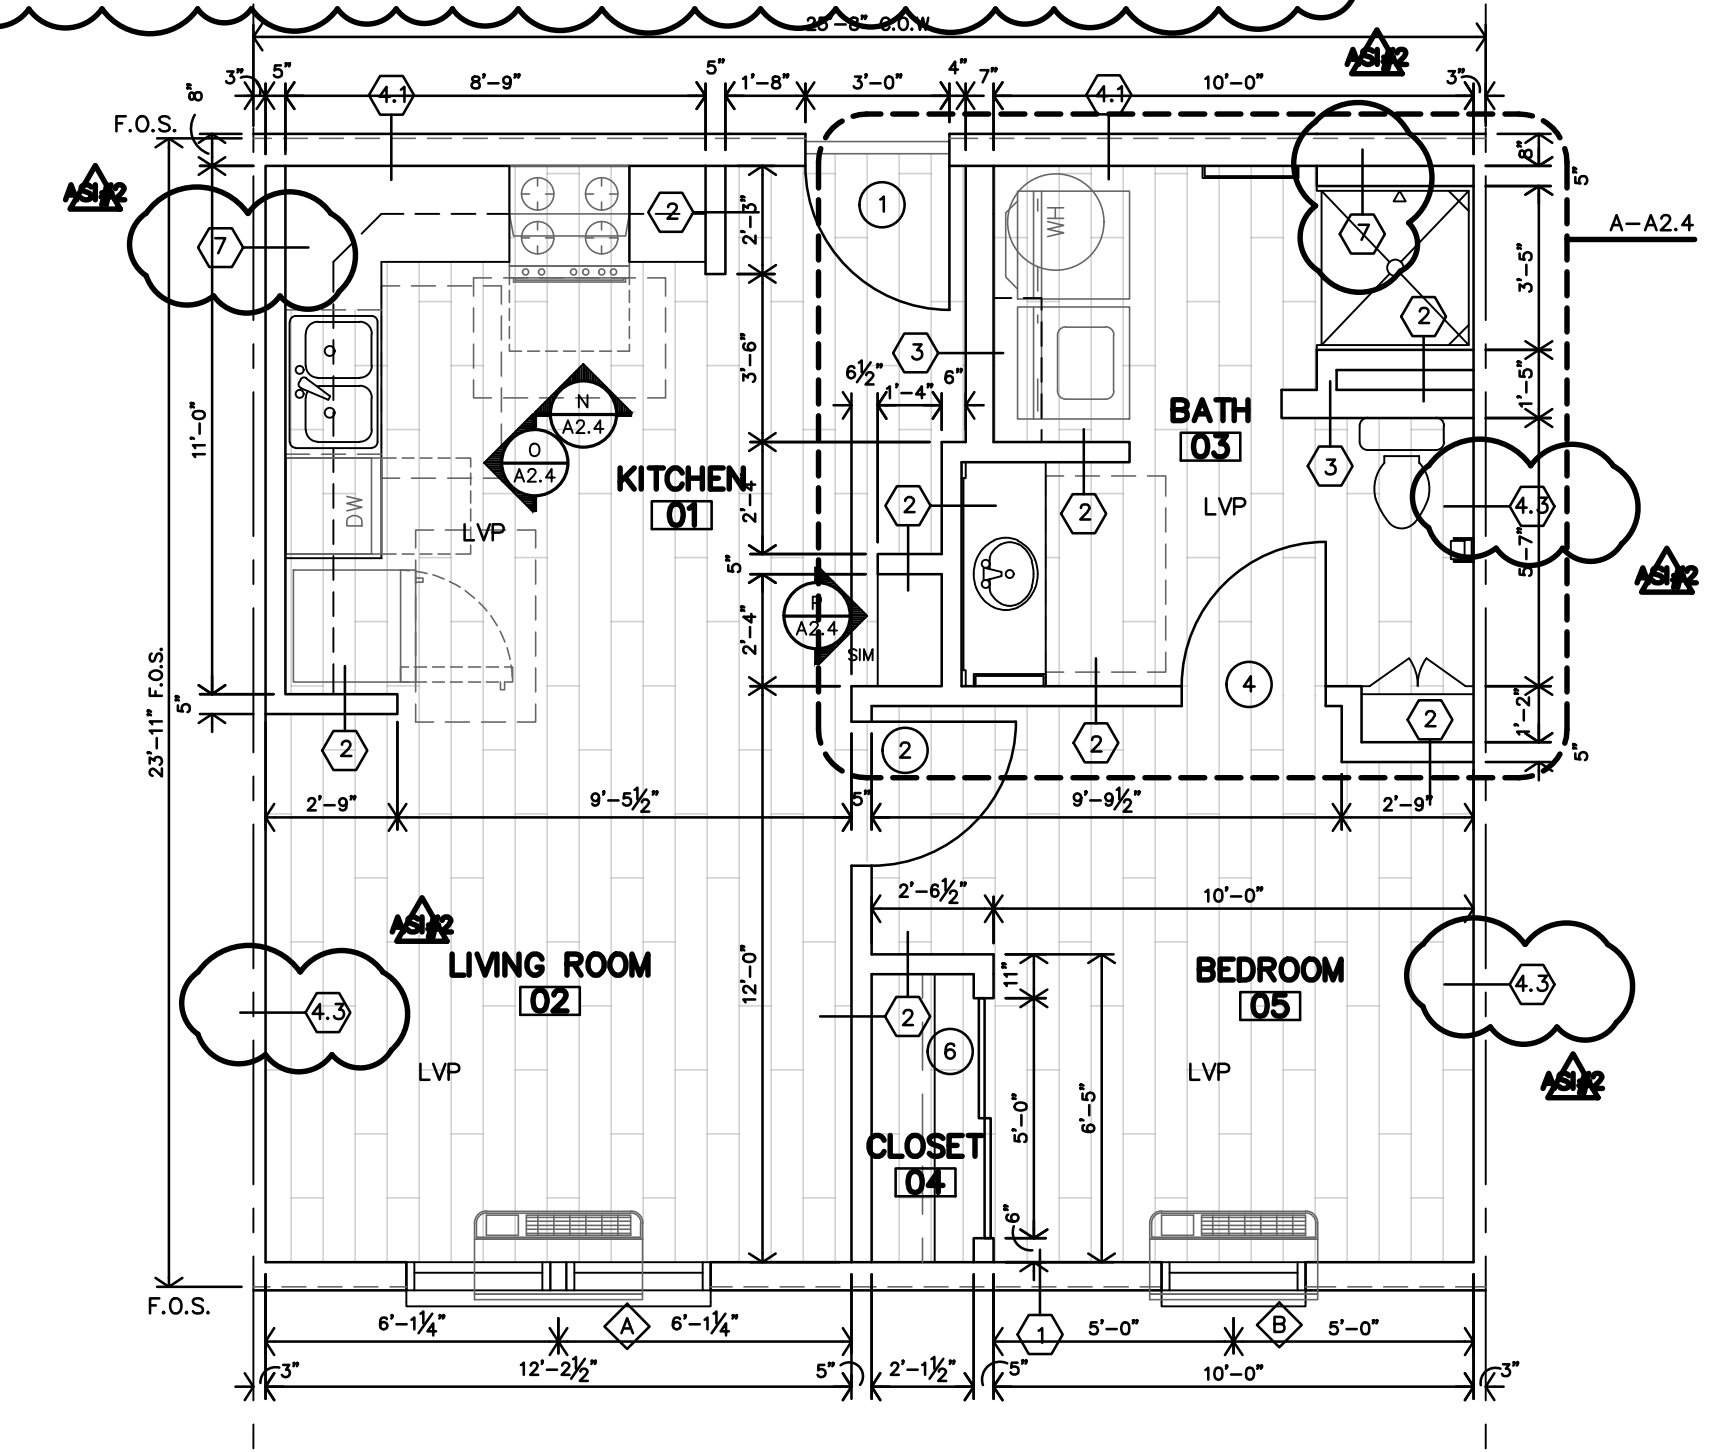 25'-8" C.O.W
ASI#2
3"
5"
8'-9"
5"
1'-8"
3'-0"
4"
7"
10'-0"
3"
4.1
4.1
8"
F.O.S.
8"
5"
ASI#2
7
2
1
WH
7
A-A2.4
2'-3"
3'-5"
2
3'-6"
3
6½"
1'-4"
6"
1'-5"
11'-0"
N
A2.4
O
A2.4
BATH
03
KITCHEN
01
3
2'-4"
DW
LVP
2
2
LVP
4.3
5'-7"
ASI#2
5"
P
A2.4
SIM
2'-4"
23'-11" F.O.S.
5"
4
2
2
2
2
1'-2"
5"
2'-9"
9'-5½"
5"
9'-9½"
2'-9"
2'-6½"
10'-0"
ASI#2
LIVING ROOM
02
12'-0"
11"
BEDROOM
05
4.3
4.3
2
6
LVP
LVP
ASI#2
5'-0"
6'-5"
CLOSET
04
6"
F.O.S.
6'-1¼"
A
6'-1¼"
1
5'-0"
B
5'-0"
3"
12'-2½"
5"
2'-1½"
5"
10'-0"
3"